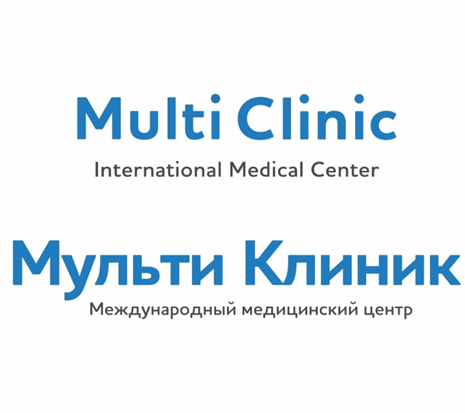 Multi Clinic
International Medical Center
Мульти Клиник
Международный медицинский центр